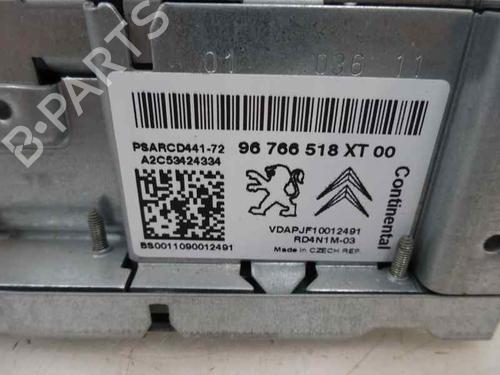 01 036 11
PSARCD441-72
A2C53424334
96 766 518 XT 00
Continental
VDAPJF10012491
RD4N1M-03
BS0011090012491
Made in CZECH REP.
B-PARTS